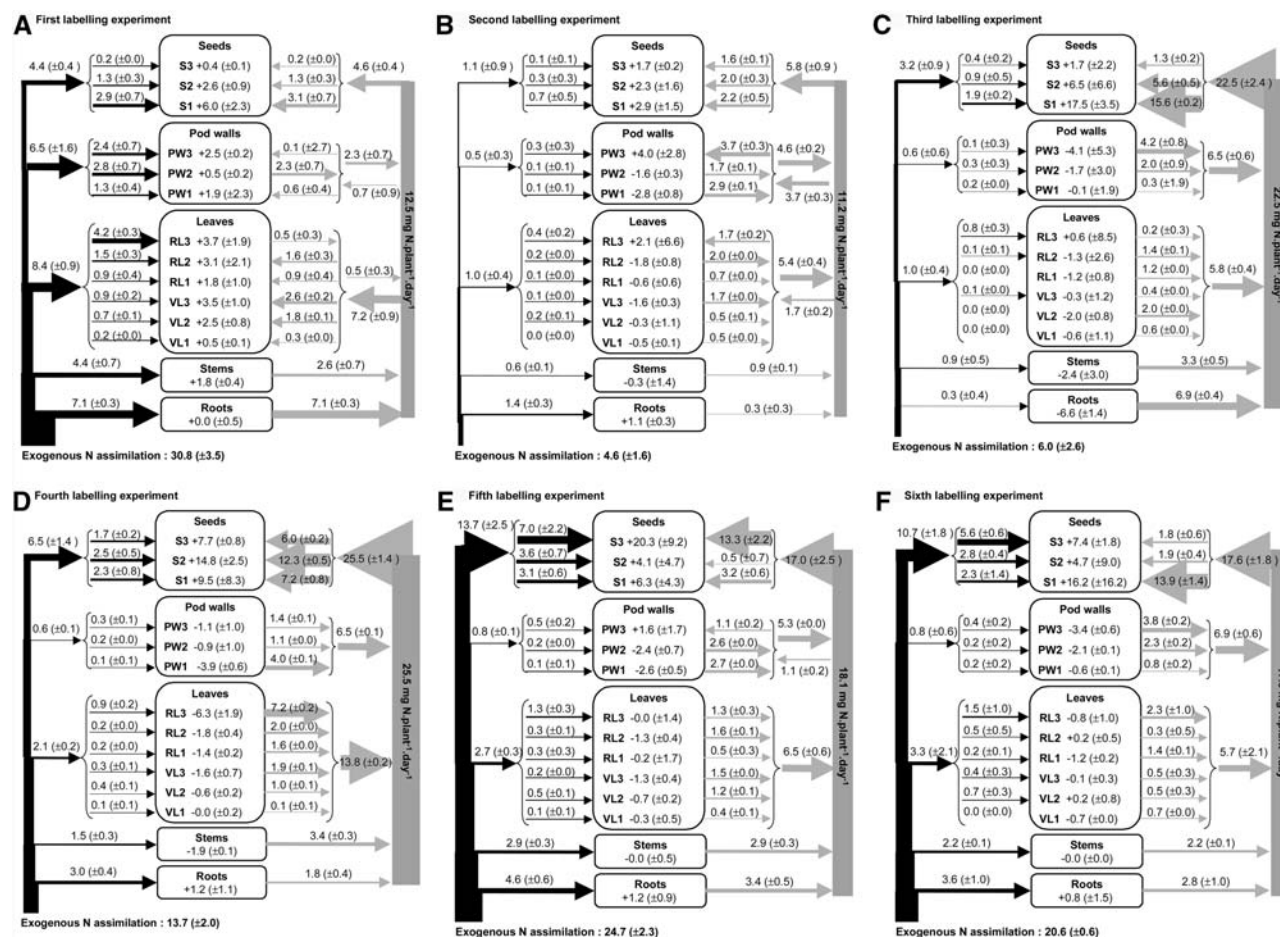 A First labelling experiment
Seeds
4.4 (±0.4)
0.2 (±0.0)
S3 +0.4 (±0.1)
0.2 (±0.0)
4.6 (±0.4)
1.3 (±0.3)
S2 +2.6 (±0.9)
1.3 (±0.3)
2.9 (±0.7)
S1 +6.0 (±2.3)
3.1 (±0.7)
Pod walls
6.5 (±1.6)
2.4 (±0.7)
PW3 +2.5 (±0.2)
0.1 (±2.7)
2.3 (±0.7)
2.8 (±0.7)
PW2 +0.5 (±0.2)
2.3 (±0.7)
1.3 (±0.4)
PW1 +1.9 (±2.3)
0.6 (±0.4)
0.7 (±0.9)
Leaves
8.4 (±0.9)
4.2 (±0.3)
RL3 +3.7 (±1.9)
0.5 (±0.3)
1.5 (±0.3)
RL2 +3.1 (±2.1)
1.6 (±0.3)
0.9 (±0.4)
RL1 +1.8 (±1.0)
0.9 (±0.4)
0.5 (±0.3)
0.9 (±0.2)
VL3 +3.5 (±1.0)
2.6 (±0.2)
7.2 (±0.9)
0.7 (±0.1)
VL2 +2.5 (±0.8)
1.8 (±0.1)
0.2 (±0.0)
VL1 +0.5 (±0.1)
0.3 (±0.0)
4.4 (±0.7)
Stems
+1.8 (±0.4)
2.6 (±0.7)
7.1 (±0.3)
Roots
+0.0 (±0.5)
7.1 (±0.3)
12.5 mg N.plant⁻¹.day⁻¹
Exogenous N assimilation : 30.8 (±3.5)
B Second labelling experiment
Seeds
1.1 (±0.9)
0.1 (±0.1)
S3 +1.7 (±0.2)
1.6 (±0.1)
5.8 (±0.9)
0.3 (±0.3)
S2 +2.3 (±1.6)
2.0 (±0.3)
0.7 (±0.5)
S1 +2.9 (±1.5)
2.2 (±0.5)
Pod walls
0.5 (±0.3)
0.3 (±0.3)
PW3 +4.0 (±2.8)
3.7 (±0.3)
4.6 (±0.2)
0.1 (±0.1)
PW2 -1.6 (±0.3)
1.7 (±0.1)
0.1 (±0.1)
PW1 -2.8 (±0.8)
2.9 (±0.1)
3.7 (±0.3)
Leaves
1.0 (±0.4)
0.4 (±0.2)
RL3 +2.1 (±6.6)
1.7 (±0.2)
0.2 (±0.1)
RL2 -1.8 (±0.8)
2.0 (±0.0)
0.1 (±0.0)
RL1 -0.6 (±0.6)
0.7 (±0.0)
5.4 (±0.4)
0.1 (±0.0)
VL3 -1.6 (±0.3)
1.7 (±0.0)
1.7 (±0.2)
0.2 (±0.1)
VL2 -0.3 (±1.1)
0.5 (±0.1)
0.0 (±0.0)
VL1 -0.5 (±0.1)
0.5 (±0.0)
0.6 (±0.1)
Stems
-0.3 (±1.4)
0.9 (±0.1)
1.4 (±0.3)
Roots
+1.1 (±0.3)
0.3 (±0.3)
11.2 mg N.plant⁻¹.day⁻¹
Exogenous N assimilation : 4.6 (±1.6)
C Third labelling experiment
Seeds
3.2 (±0.9)
0.4 (±0.2)
S3 +1.7 (±2.2)
1.3 (±0.2)
22.5 (±2.4)
0.9 (±0.5)
S2 +6.5 (±6.6)
5.6 (±0.5)
1.9 (±0.2)
S1 +17.5 (±3.5)
15.6 (±0.2)
Pod walls
0.6 (±0.6)
0.1 (±0.3)
PW3 -4.1 (±5.3)
4.2 (±0.8)
6.5 (±0.6)
0.3 (±0.3)
PW2 -1.7 (±3.0)
2.0 (±0.9)
0.2 (±0.0)
PW1 -0.1 (±1.9)
0.3 (±1.9)
Leaves
1.0 (±0.4)
0.8 (±0.3)
RL3 +0.6 (±8.5)
0.2 (±0.3)
0.1 (±0.1)
RL2 -1.3 (±2.6)
1.4 (±0.1)
0.0 (±0.0)
RL1 -1.2 (±0.8)
1.2 (±0.0)
5.8 (±0.4)
0.1 (±0.0)
VL3 -0.3 (±1.2)
0.4 (±0.0)
0.0 (±0.0)
VL2 -2.0 (±0.8)
2.0 (±0.0)
0.0 (±0.0)
VL1 -0.6 (±1.1)
0.6 (±0.0)
0.9 (±0.5)
Stems
-2.4 (±3.0)
3.3 (±0.5)
0.3 (±0.4)
Roots
-6.6 (±1.4)
6.9 (±0.4)
22.5 mg N.plant⁻¹.day⁻¹
Exogenous N assimilation : 6.0 (±2.6)
D Fourth labelling experiment
Seeds
6.5 (±1.4)
1.7 (±0.2)
S3 +7.7 (±0.8)
6.0 (±0.2)
25.5 (±1.4)
2.5 (±0.5)
S2 +14.8 (±2.5)
12.3 (±0.5)
2.3 (±0.8)
S1 +9.5 (±8.3)
7.2 (±0.8)
Pod walls
0.6 (±0.1)
0.3 (±0.1)
PW3 -1.1 (±1.0)
1.4 (±0.1)
6.5 (±0.1)
0.2 (±0.0)
PW2 -0.9 (±1.0)
1.1 (±0.0)
0.1 (±0.1)
PW1 -3.9 (±0.6)
4.0 (±0.1)
Leaves
2.1 (±0.2)
0.9 (±0.2)
RL3 -6.3 (±1.9)
7.2 (±0.2)
0.2 (±0.0)
RL2 -1.8 (±0.4)
2.0 (±0.0)
0.2 (±0.0)
RL1 -1.4 (±0.2)
1.6 (±0.0)
13.8 (±0.2)
0.3 (±0.1)
VL3 -1.6 (±0.7)
1.9 (±0.1)
0.4 (±0.1)
VL2 -0.6 (±0.2)
1.0 (±0.1)
0.1 (±0.1)
VL1 -0.0 (±0.2)
0.1 (±0.1)
1.5 (±0.3)
Stems
-1.9 (±0.1)
3.4 (±0.3)
3.0 (±0.4)
Roots
+1.2 (±1.1)
1.8 (±0.4)
25.5 mg N.plant⁻¹.day⁻¹
Exogenous N assimilation : 13.7 (±2.0)
E Fifth labelling experiment
Seeds
13.7 (±2.5)
7.0 (±2.2)
S3 +20.3 (±9.2)
13.3 (±2.2)
17.0 (±2.5)
3.6 (±0.7)
S2 +4.1 (±4.7)
0.5 (±0.7)
3.1 (±0.6)
S1 +6.3 (±4.3)
3.2 (±0.6)
Pod walls
0.8 (±0.1)
0.5 (±0.2)
PW3 +1.6 (±1.7)
1.1 (±0.2)
5.3 (±0.0)
0.2 (±0.0)
PW2 -2.4 (±0.7)
2.6 (±0.0)
0.1 (±0.1)
PW1 -2.6 (±0.5)
2.7 (±0.0)
1.1 (±0.2)
Leaves
2.7 (±0.3)
1.3 (±0.3)
RL3 -0.0 (±1.4)
1.3 (±0.3)
0.3 (±0.1)
RL2 -1.3 (±0.4)
1.6 (±0.1)
0.3 (±0.3)
RL1 -0.2 (±1.7)
0.5 (±0.3)
6.5 (±0.6)
0.2 (±0.0)
VL3 -1.3 (±0.4)
1.5 (±0.0)
0.5 (±0.1)
VL2 -0.7 (±0.2)
1.2 (±0.1)
0.1 (±0.1)
VL1 -0.3 (±0.5)
0.4 (±0.1)
2.9 (±0.3)
Stems
-0.0 (±0.5)
2.9 (±0.3)
4.6 (±0.6)
Roots
+1.2 (±0.9)
3.4 (±0.5)
18.1 mg N.plant⁻¹.day⁻¹
Exogenous N assimilation : 24.7 (±2.3)
F Sixth labelling experiment
Seeds
10.7 (±1.8)
5.6 (±0.6)
S3 +7.4 (±1.8)
1.8 (±0.6)
17.6 (±1.8)
2.8 (±0.4)
S2 +4.7 (±9.0)
1.9 (±0.4)
2.3 (±1.4)
S1 +16.2 (±16.2)
13.9 (±1.4)
Pod walls
0.8 (±0.6)
0.4 (±0.2)
PW3 -3.4 (±0.6)
3.8 (±0.2)
6.9 (±0.6)
0.2 (±0.2)
PW2 -2.1 (±0.1)
2.3 (±0.2)
0.2 (±0.2)
PW1 -0.6 (±0.1)
0.8 (±0.2)
Leaves
3.3 (±2.1)
1.5 (±1.0)
RL3 -0.8 (±1.0)
2.3 (±1.0)
0.5 (±0.5)
RL2 +0.2 (±0.5)
0.3 (±0.5)
0.2 (±0.1)
RL1 -1.2 (±0.2)
1.4 (±0.1)
5.7 (±2.1)
0.4 (±0.3)
VL3 -0.1 (±0.3)
0.5 (±0.3)
0.7 (±0.3)
VL2 +0.2 (±0.8)
0.5 (±0.3)
0.0 (±0.0)
VL1 -0.7 (±0.0)
0.7 (±0.0)
2.2 (±0.1)
Stems
-0.0 (±0.0)
2.2 (±0.1)
3.6 (±1.0)
Roots
+0.8 (±1.5)
2.8 (±1.0)
Exogenous N assimilation : 20.6 (±0.6)